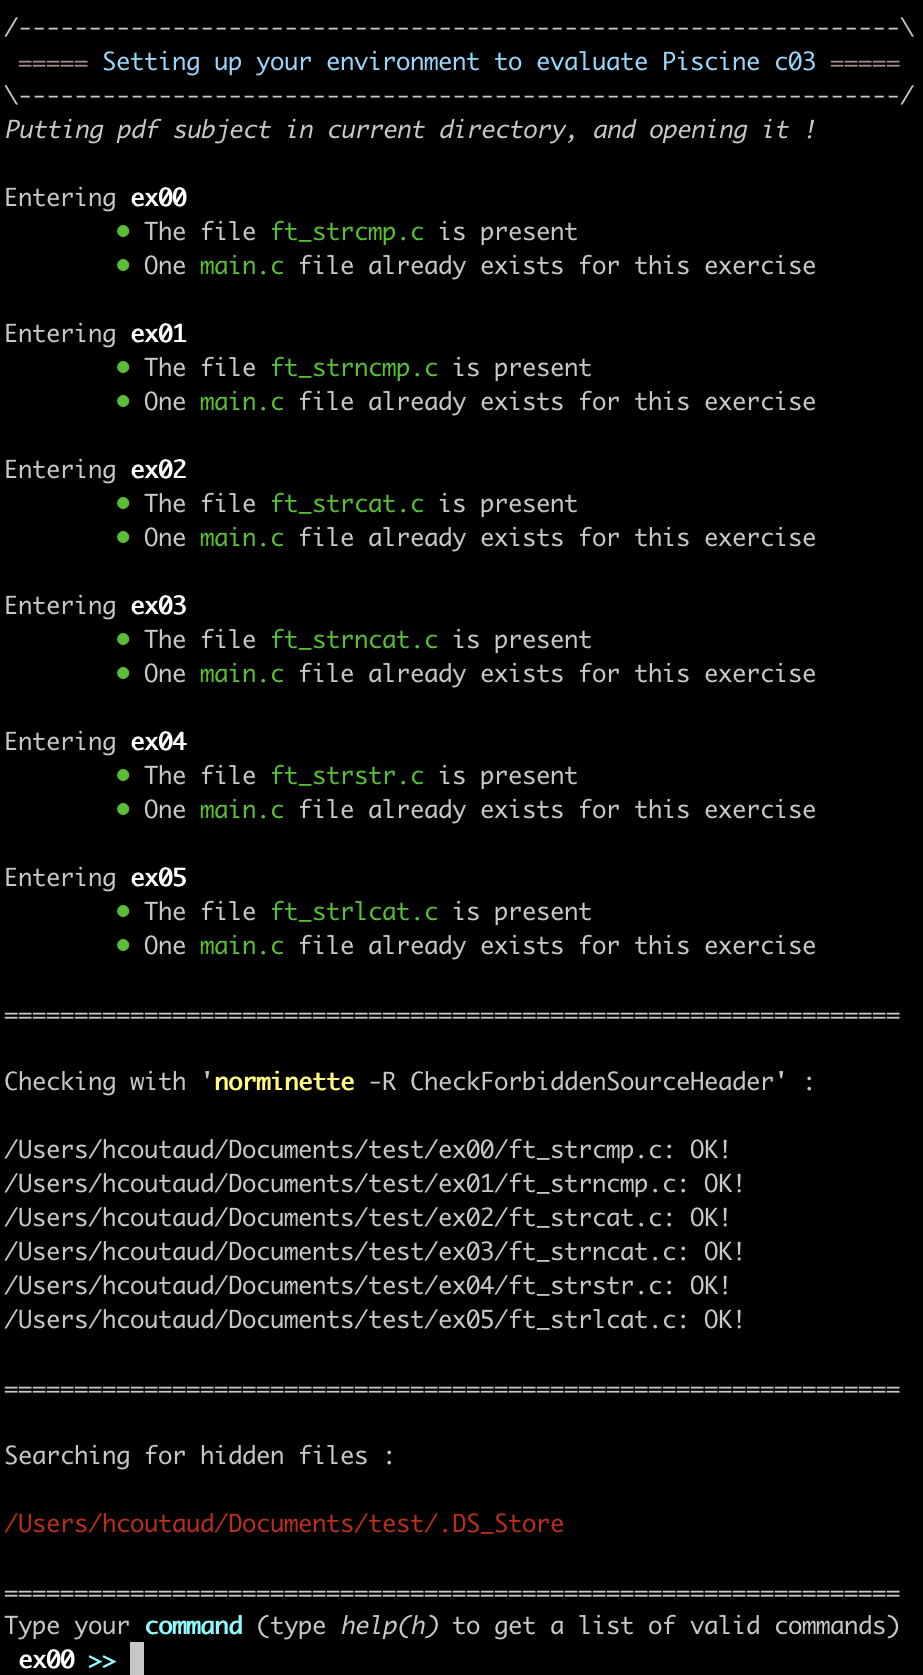 /---------------------------------------------------------------\
===== Setting up your environment to evaluate Piscine c03 =====
\---------------------------------------------------------------/
Putting pdf subject in current directory, and opening it !
Entering ex00
● The file ft_strcmp.c is present
● One main.c file already exists for this exercise
Entering ex01
● The file ft_strncmp.c is present
● One main.c file already exists for this exercise
Entering ex02
● The file ft_strcat.c is present
● One main.c file already exists for this exercise
Entering ex03
● The file ft_strncat.c is present
● One main.c file already exists for this exercise
Entering ex04
● The file ft_strstr.c is present
● One main.c file already exists for this exercise
Entering ex05
● The file ft_strlcat.c is present
● One main.c file already exists for this exercise
================================================================
Checking with 'norminette -R CheckForbiddenSourceHeader' :
/Users/hcoutaud/Documents/test/ex00/ft_strcmp.c: OK!
/Users/hcoutaud/Documents/test/ex01/ft_strncmp.c: OK!
/Users/hcoutaud/Documents/test/ex02/ft_strcat.c: OK!
/Users/hcoutaud/Documents/test/ex03/ft_strncat.c: OK!
/Users/hcoutaud/Documents/test/ex04/ft_strstr.c: OK!
/Users/hcoutaud/Documents/test/ex05/ft_strlcat.c: OK!
================================================================
Searching for hidden files :
/Users/hcoutaud/Documents/test/.DS_Store
================================================================
Type your command (type help(h) to get a list of valid commands)
ex00 >>